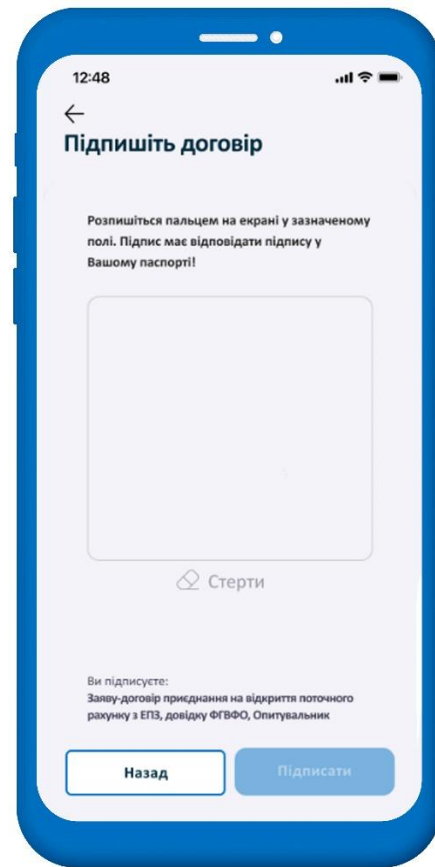 12:48
Підпишіть договір
Розпишіться пальцем на екрані у зазначеному
полі. Підпис має відповідати підпису у
Вашому паспорті!
Стерти
Ви підписуєте:
Заяву-договір приєднання на відкриття поточного
рахунку з ЕПЗ, довідку ФГВФО, Опитувальник
Назад
Підписати